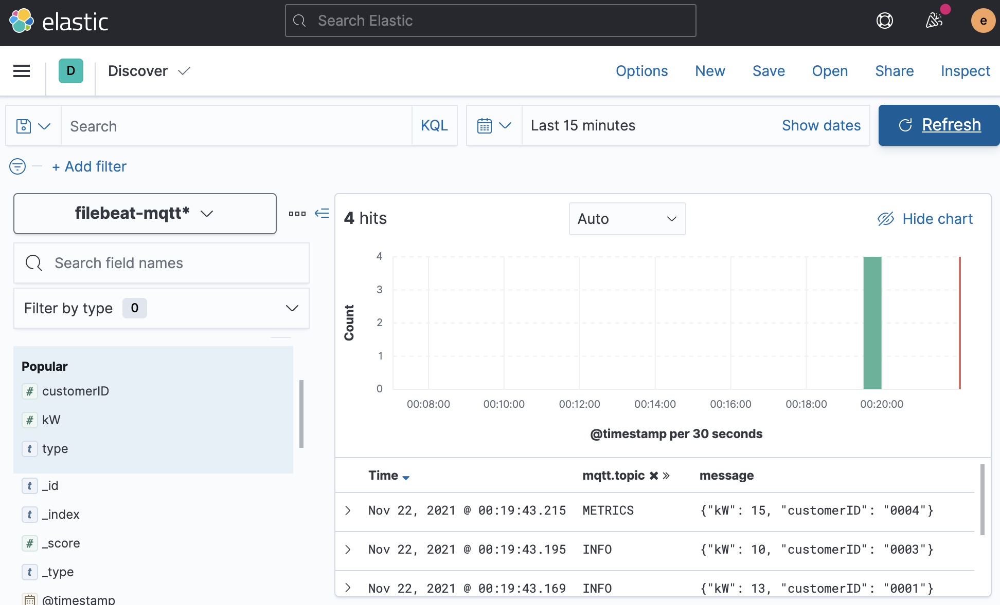 elastic
Search Elastic
e
D
Discover
Options New Save Open Share Inspect
Search
KQL
Last 15 minutes
Show dates
Refresh
+ Add filter
filebeat-mqtt*
Search field names
Filter by type 0
Popular
# customerID
# kW
t type
t _id
t _index
# _score
t _type
@timestamp
4 hits
Auto
Hide chart
Count
4
3
2
1
0
00:08:00 00:10:00 00:12:00 00:14:00 00:16:00 00:18:00 00:20:00
@timestamp per 30 seconds
Time mqtt.topic message
Nov 22, 2021 @ 00:19:43.215 METRICS {"kW": 15, "customerID": "0004"}
Nov 22, 2021 @ 00:19:43.195 INFO {"kW": 10, "customerID": "0003"}
Nov 22, 2021 @ 00:19:43.169 INFO {"kW": 13, "customerID": "0001"}